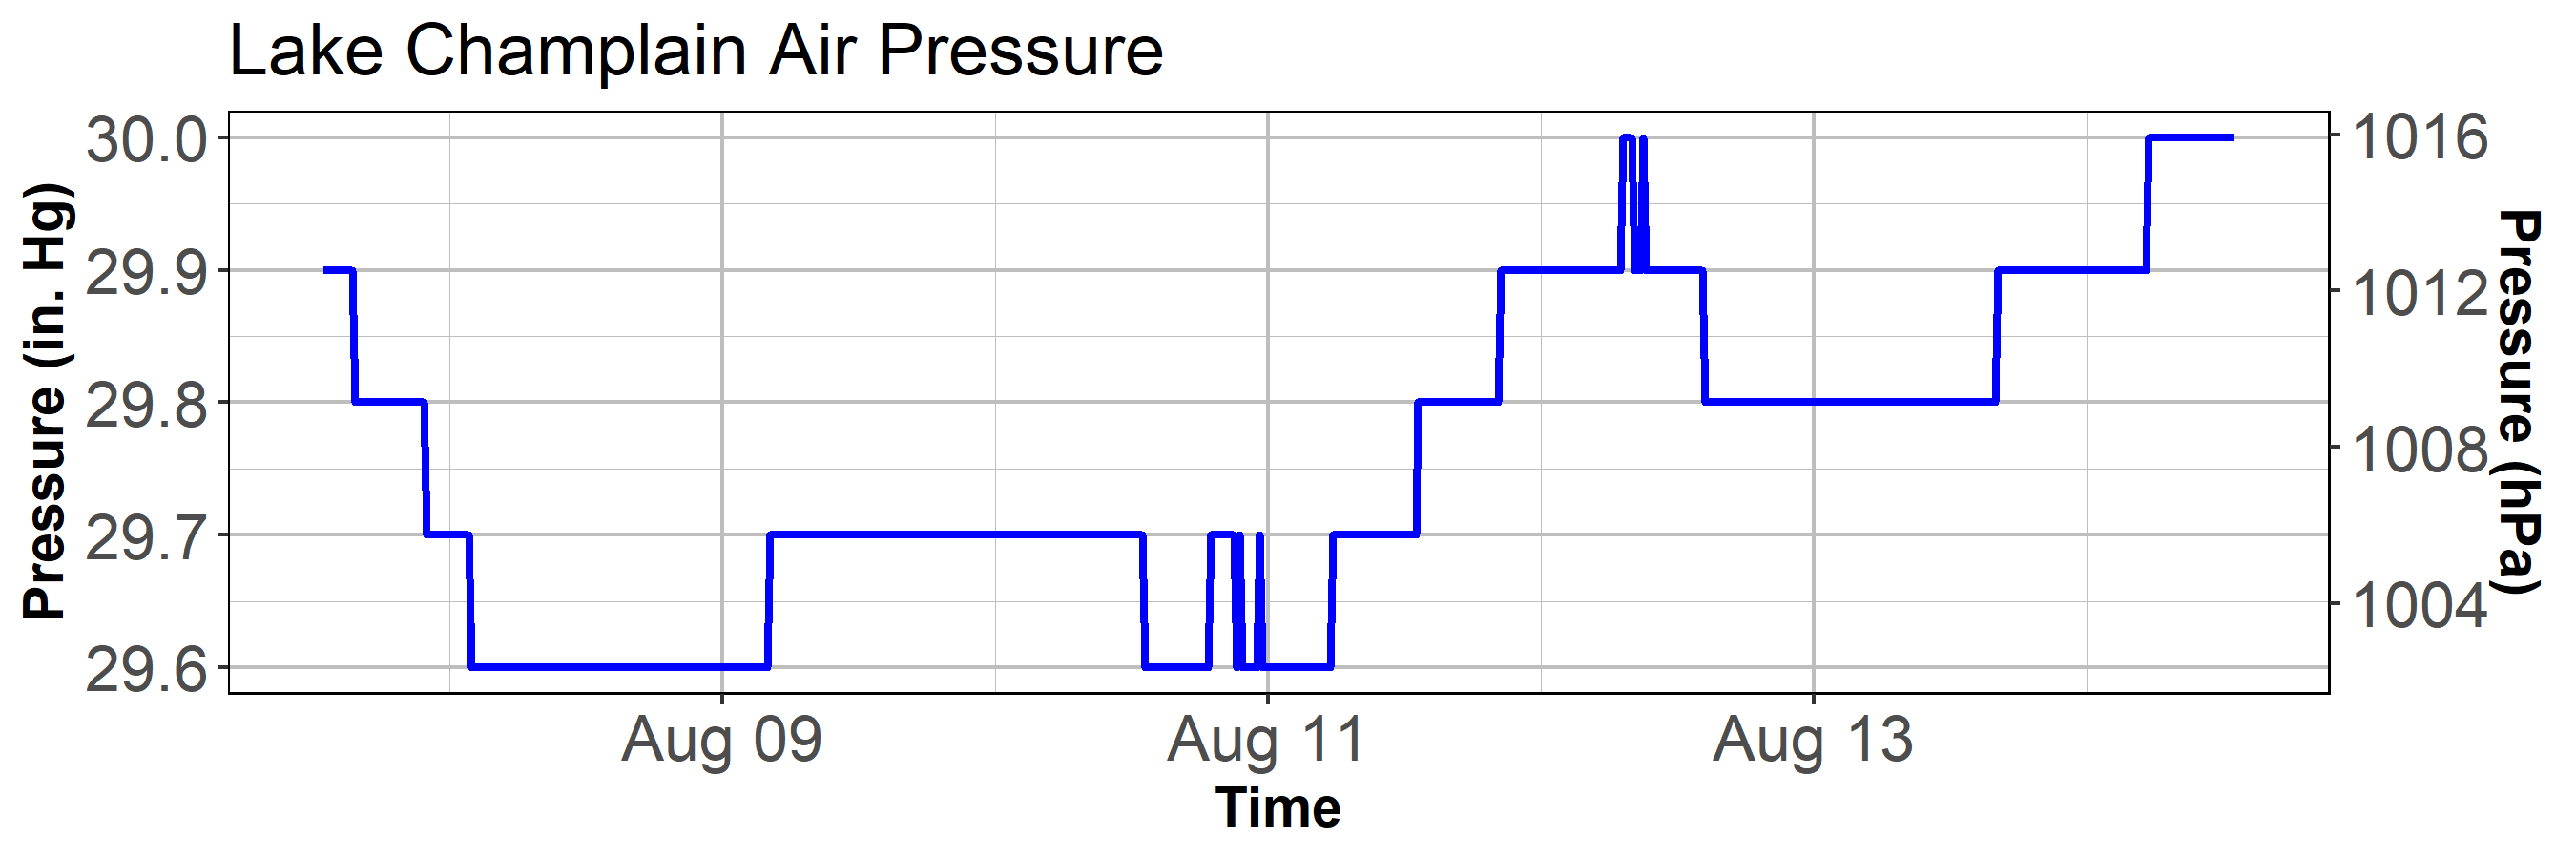 Lake Champlain Air Pressure
Pressure (in. Hg)
30.0
29.9
29.8
29.7
29.6
1016
1012
1008
1004
Pressure (hPa)
Aug 09 Aug 11 Aug 13
Time